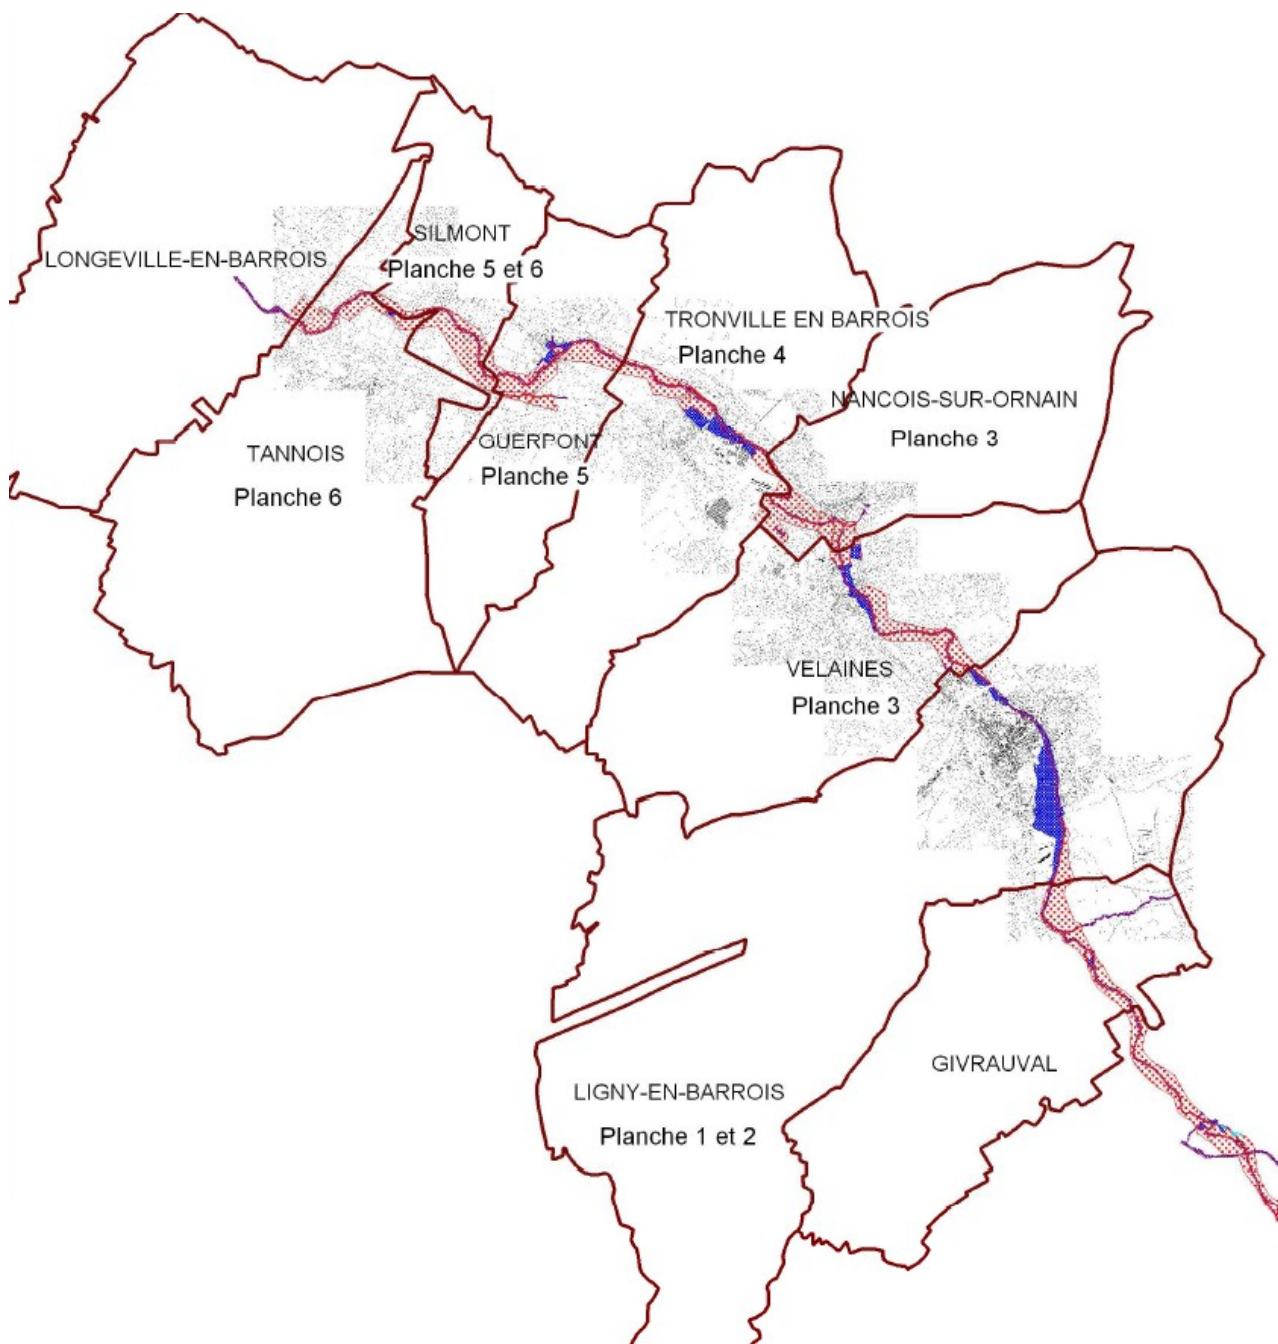 SILMONT
Planche 5 et 6
LONGEVILLE-EN-BARROIS
TRONVILLE EN BARROIS
Planche 4
NANCOIS-SUR-ORNAIN
Planche 3
GUERPONT
Planche 5
TANNOIS
Planche 6
VELAINES
Planche 3
GIVRAUVAL
LIGNY-EN-BARROIS
Planche 1 et 2